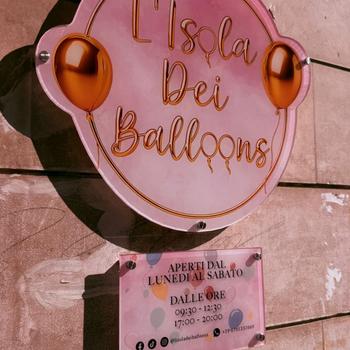 L'Isola
Dei
Balloons
APERTI DAL
LUNEDÌ AL SABATO
DALLE ORE
09:30 - 12:30
17:00 - 20:00